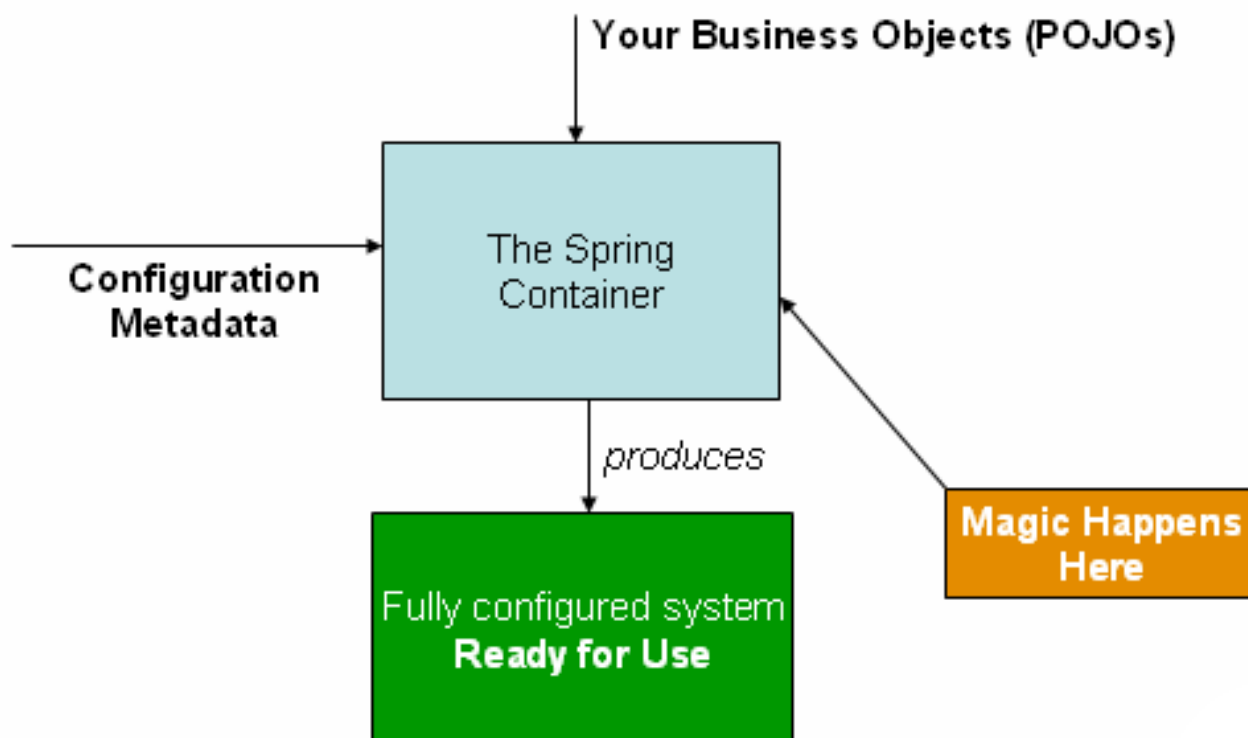 Your Business Objects (POJOs)
The Spring
Container
Configuration
Metadata
produces
Magic Happens
Here
Fully configured system
Ready for Use